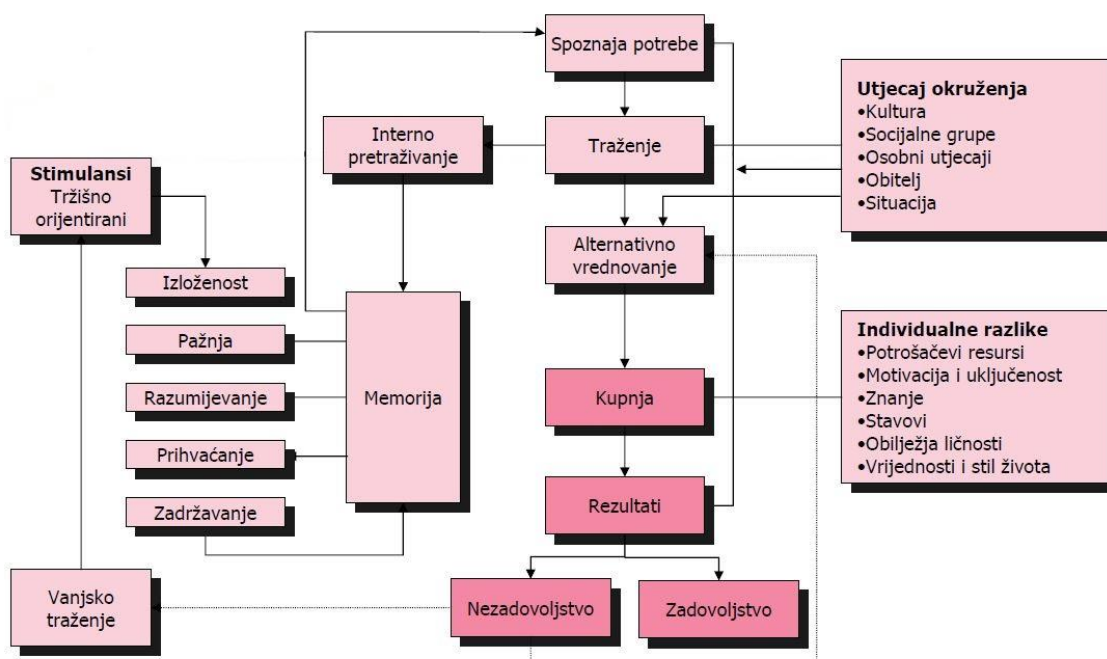 Spoznaja potrebe
Utjecaj okruženja
•Kultura
•Socijalne grupe
•Osobni utjecaji
•Obitelj
•Situacija
Interno
pretraživanje
Traženje
Stimulansi
Tržišno
orijentirani
Alternativno
vrednovanje
Izloženost
Pažnja
Razumijevanje
Prihvaćanje
Zadržavanje
Memorija
Individualne razlike
•Potrošačevi resursi
•Motivacija i uključenost
•Znanje
•Stavovi
•Obilježja ličnosti
•Vrijednosti i stil života
Kupnja
Rezultati
Vanjsko
traženje
Nezadovoljstvo
Zadovoljstvo